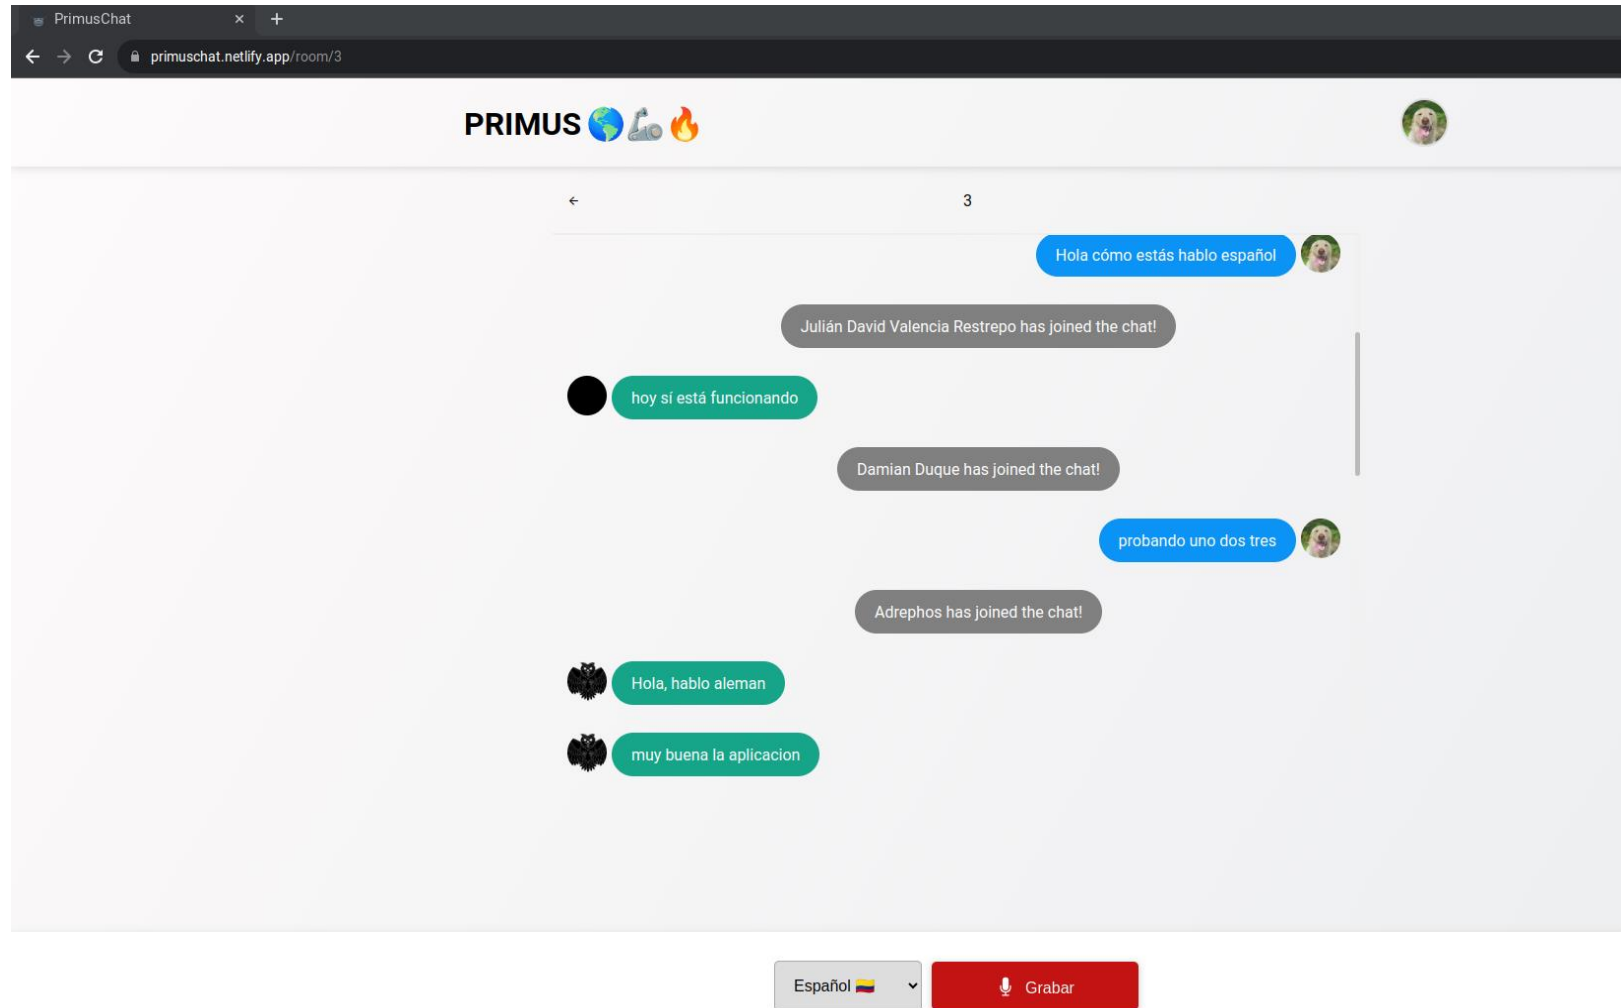 PrimusChat
primuschat.netlify.app/room/3
PRIMUS
3
Hola cómo estás hablo español
Julián David Valencia Restrepo has joined the chat!
hoy sí está funcionando
Damian Duque has joined the chat!
probando uno dos tres
Adrephos has joined the chat!
Hola, hablo aleman
muy buena la aplicacion
Español
Grabar